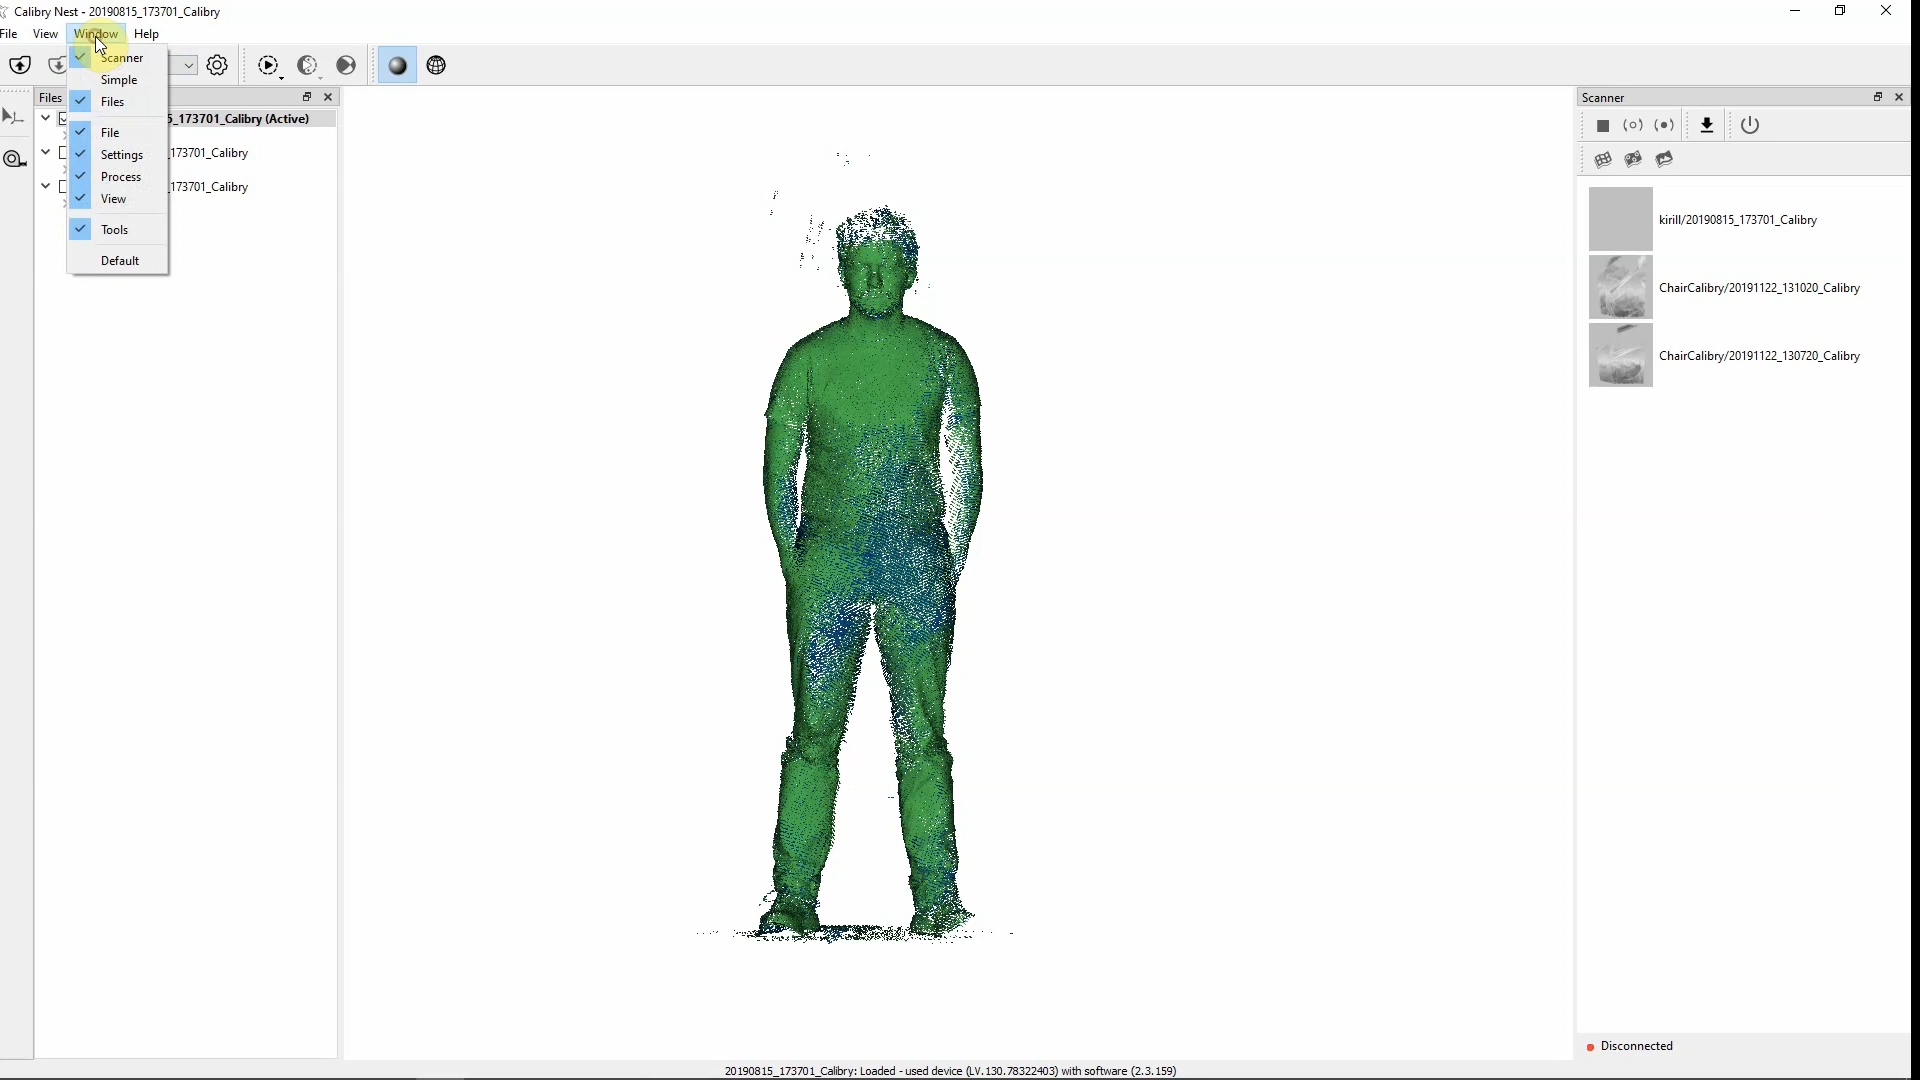 Calibry Nest - 20190815_173701_Calibry
File View Window Help
Scanner
Simple
Files
File
Settings
Process
View
Tools
Default
Files
5_173701_Calibry (Active)
173701_Calibry
173701_Calibry
Scanner
kirill/20190815_173701_Calibry
ChairCalibry/20191122_131020_Calibry
ChairCalibry/20191122_130720_Calibry
Disconnected
20190815_173701_Calibry: Loaded - used device (LV.130.78322403) with software (2.3.159)